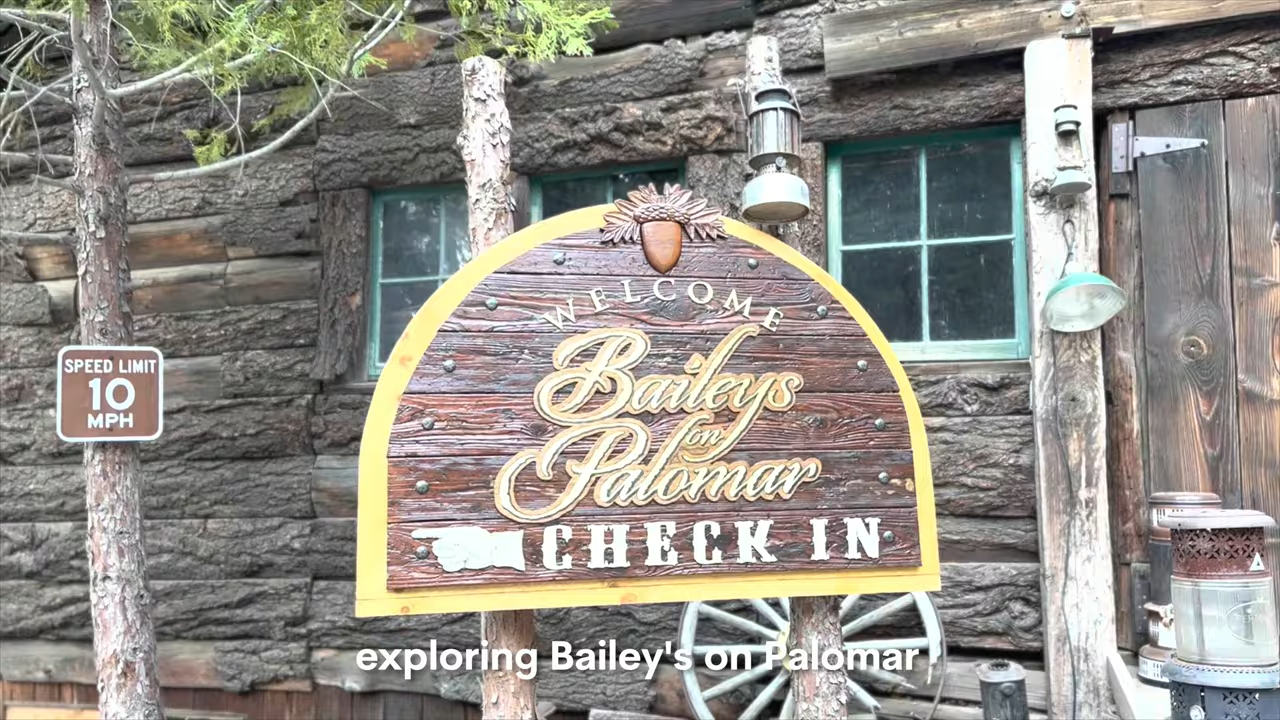 WELCOME
Baileys
on
Palomar
CHECK IN
SPEED LIMIT
10
MPH
exploring Bailey's on Palomar